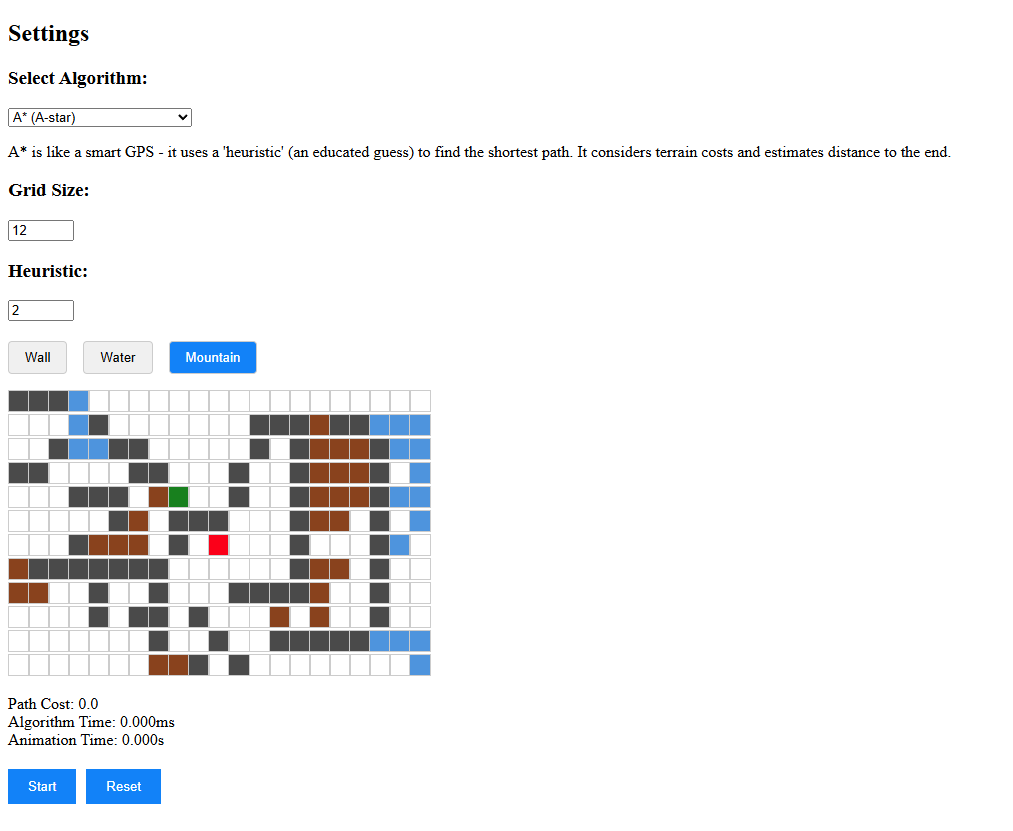 Settings
Select Algorithm:
A* (A-star)
A* is like a smart GPS - it uses a 'heuristic' (an educated guess) to find the shortest path. It considers terrain costs and estimates distance to the end.
Grid Size:
12
Heuristic:
2
Wall Water Mountain
Path Cost: 0.0
Algorithm Time: 0.000ms
Animation Time: 0.000s
Start Reset